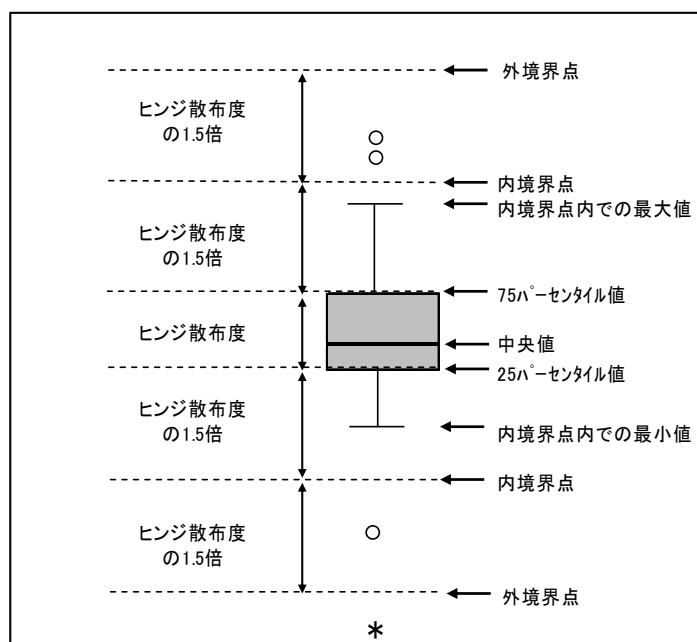 外境界点
ヒンジ散布度
の1.5倍
内境界点
内境界点内での最大値
ヒンジ散布度
の1.5倍
75パーセンタイル値
ヒンジ散布度
中央値
25パーセンタイル値
ヒンジ散布度
の1.5倍
内境界点内での最小値
内境界点
ヒンジ散布度
の1.5倍
外境界点
*